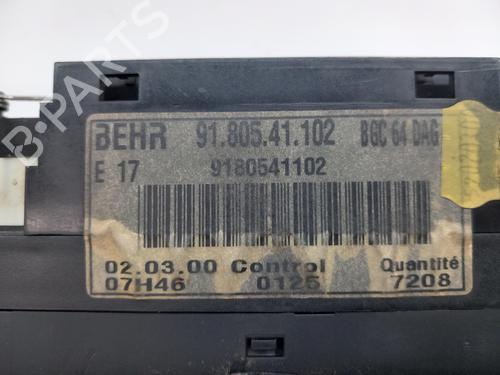 BEHR 91.805.41.102 BGC 64 DAG
E 17 9180541102
02.03.00 Control Quantité
07H46 0125 7208
B-PARTS